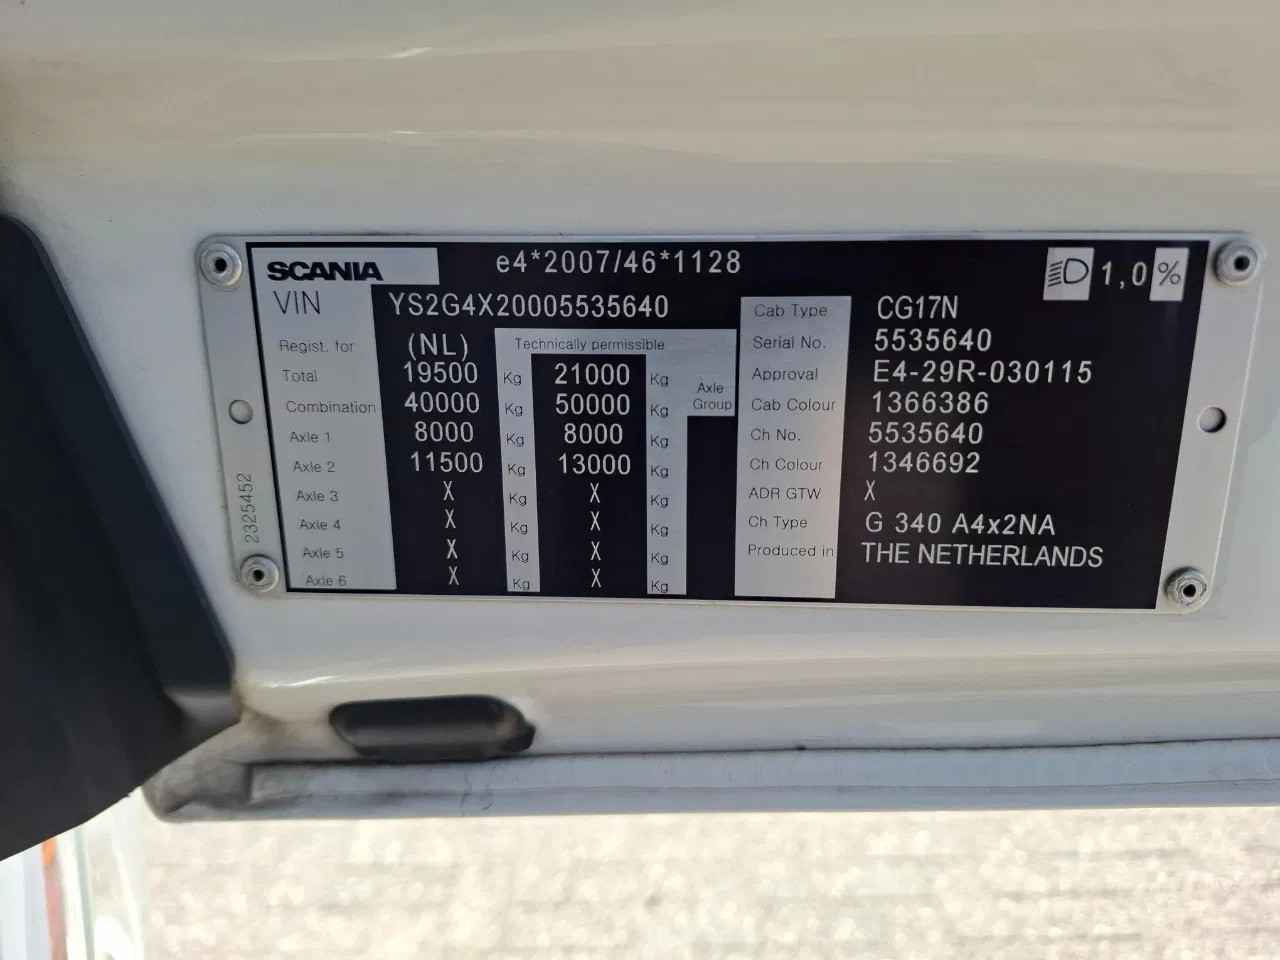 SCANIA e4*2007/46*1128 1,0%
VIN YS2G4X20005535640
Regist. for (NL) Technically permissible
Total 19500 Kg 21000 Kg Axle Group
Combination 40000 Kg 50000 Kg
Axle 1 8000 Kg 8000 Kg
Axle 2 11500 Kg 13000 Kg
Axle 3 X Kg X Kg
Axle 4 X Kg X Kg
Axle 5 X Kg X Kg
Axle 6 X Kg X Kg
Cab Type CG17N
Serial No. 5535640
Approval E4-29R-030115
Cab Colour 1366386
Ch No. 5535640
Ch Colour 1346692
ADR GTW X
Ch Type G 340 A4x2NA
Produced in THE NETHERLANDS
2325452